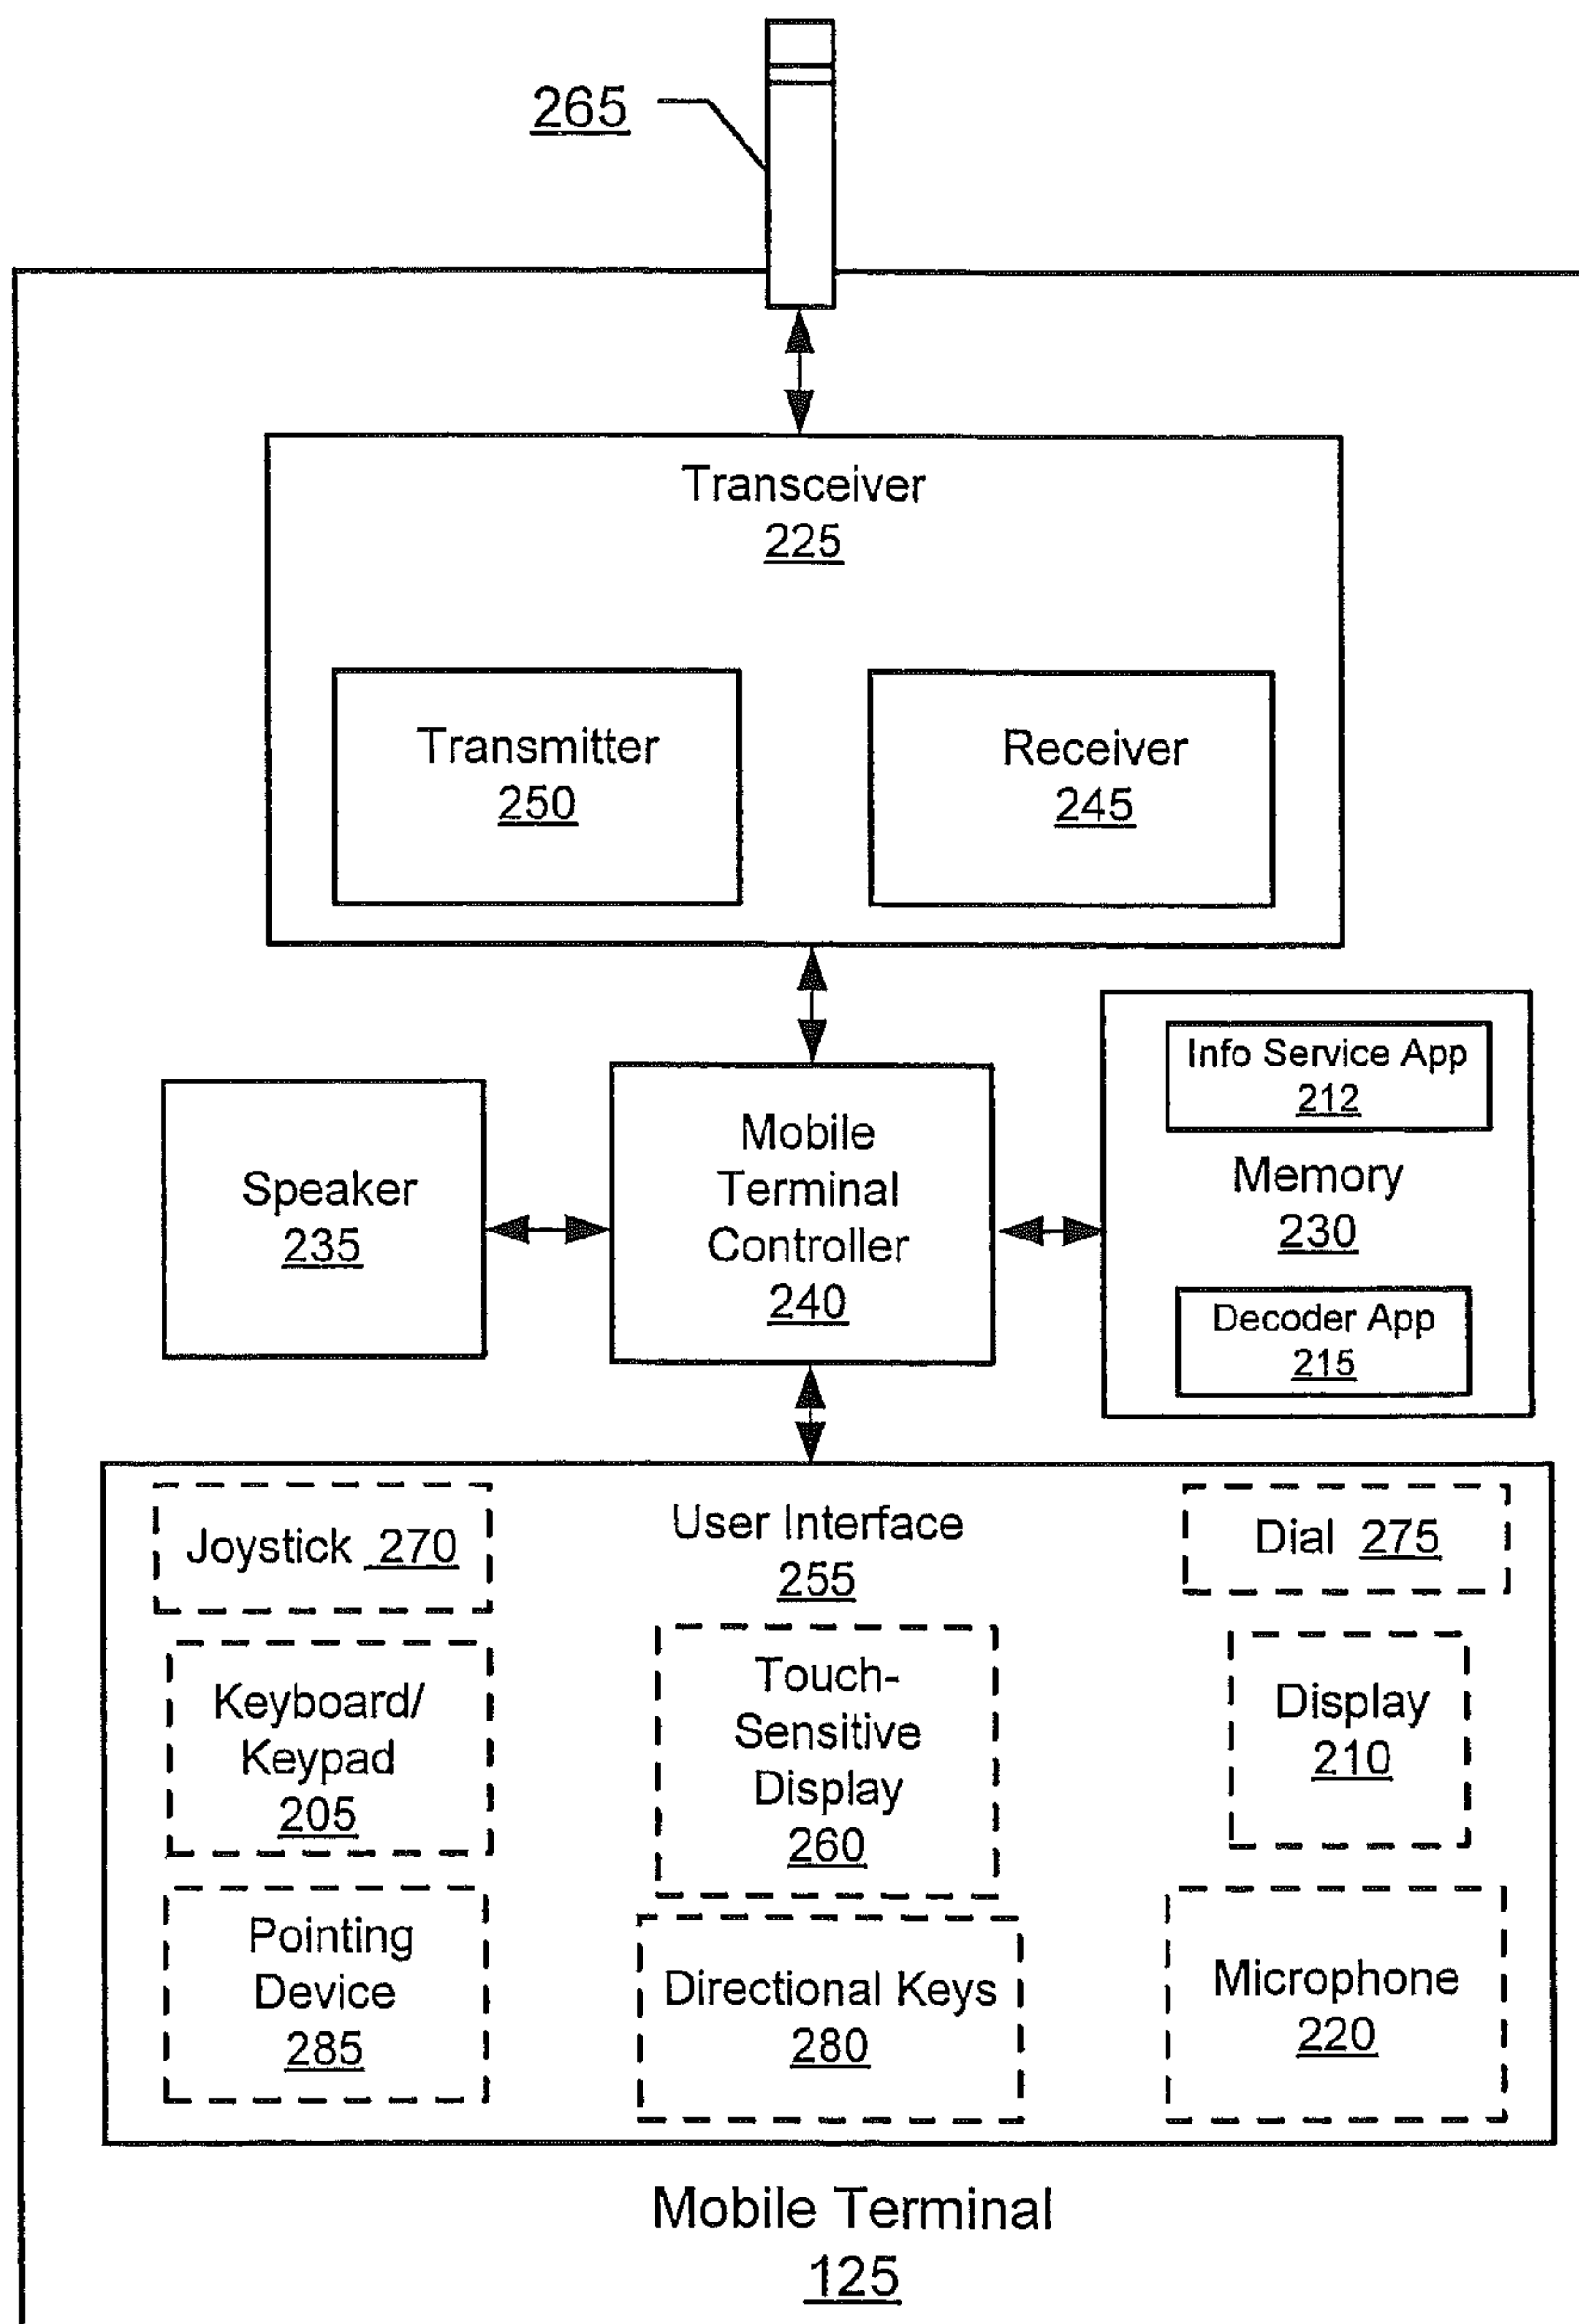 265
Transceiver
225
Transmitter
250
Receiver
245
Info Service App
212
Memory
230
Decoder App
215
Mobile
Terminal
Controller
240
Speaker
235
User Interface
255
Joystick 270
Dial 275
Keyboard/
Keypad
205
Touch-
Sensitive
Display
260
Display
210
Pointing
Device
285
Directional Keys
280
Microphone
220
Mobile Terminal
125